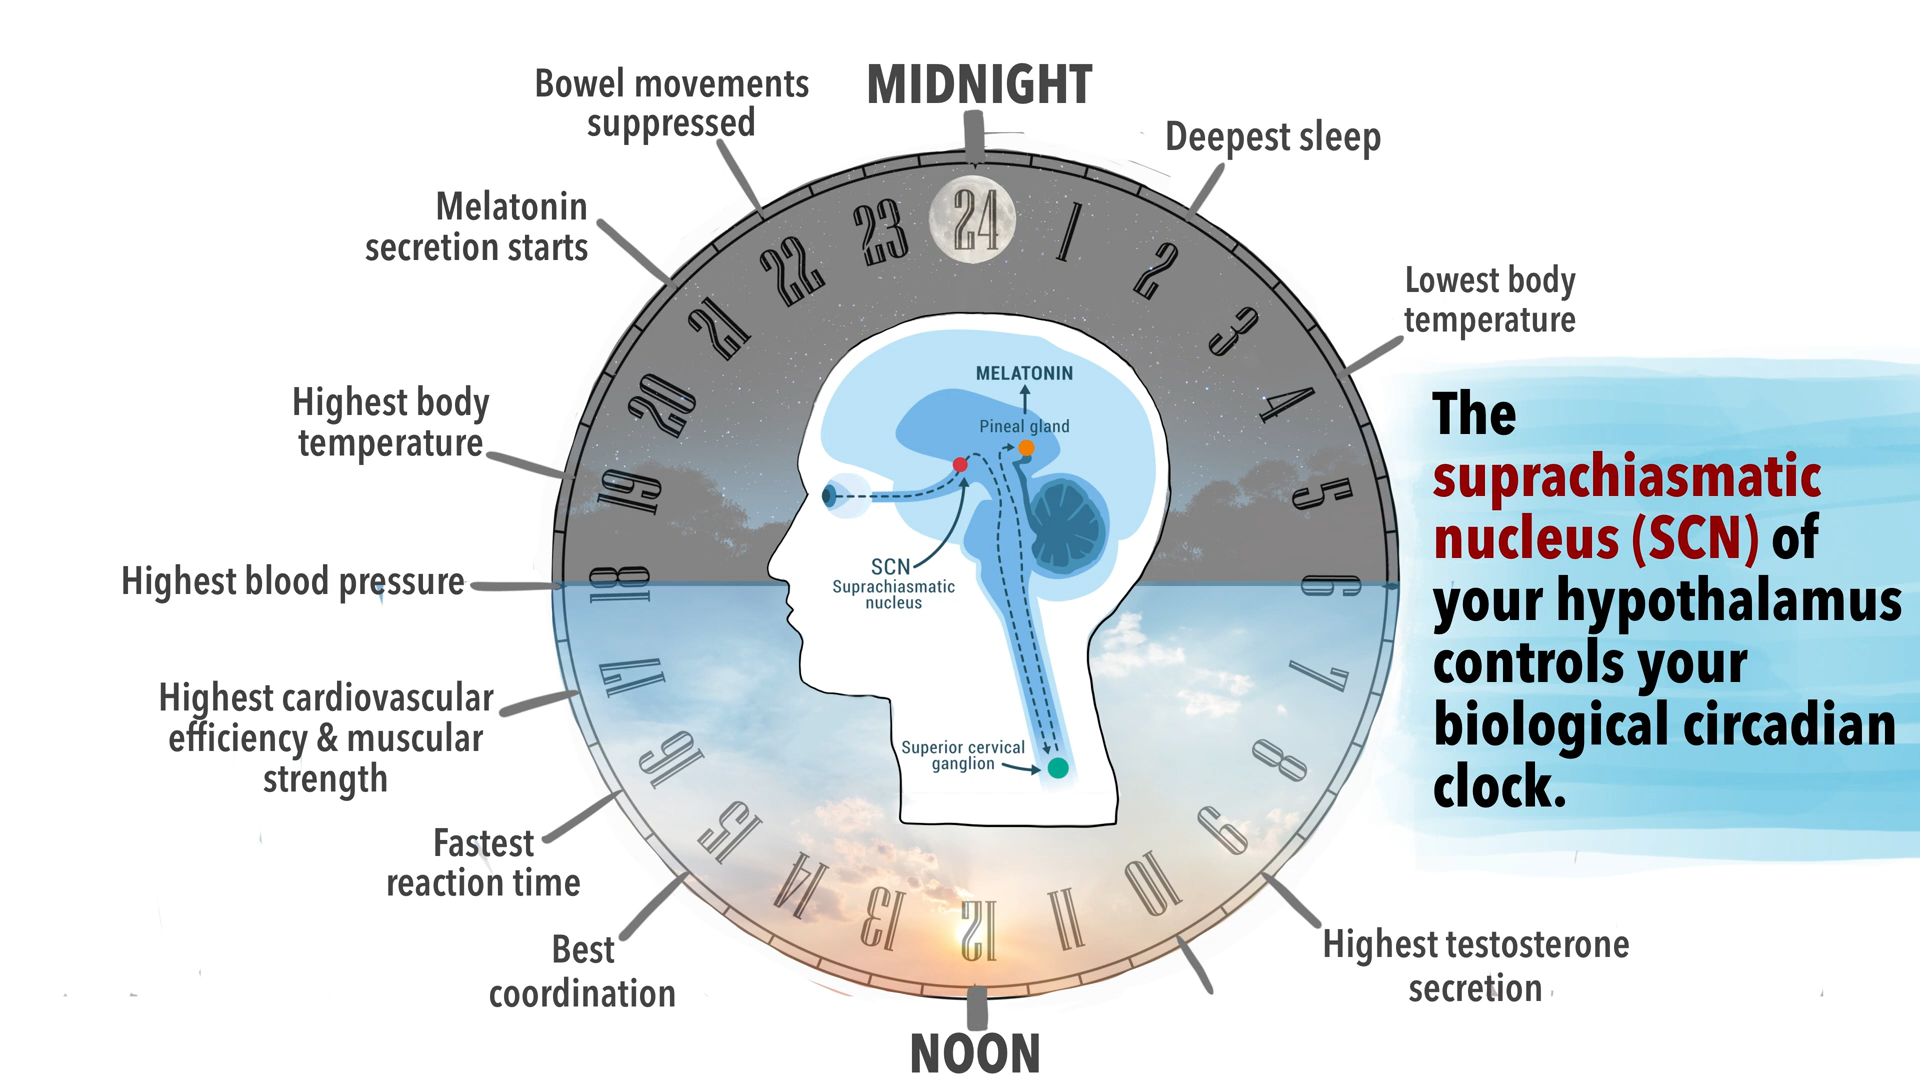 MIDNIGHT
Bowel movements
suppressed
Deepest sleep
Melatonin
secretion starts
Lowest body
temperature
Highest body
temperature
Highest blood pressure
Highest cardiovascular
efficiency & muscular
strength
Fastest
reaction time
Best
coordination
NOON
Highest testosterone
secretion
24
1
2
3
4
5
6
7
8
9
10
11
12
13
14
15
16
17
18
19
20
21
22
23
MELATONIN
Pineal gland
SCN
Suprachiasmatic
nucleus
Superior cervical
ganglion
The
suprachiasmatic
nucleus (SCN) of
your hypothalamus
controls your
biological circadian
clock.